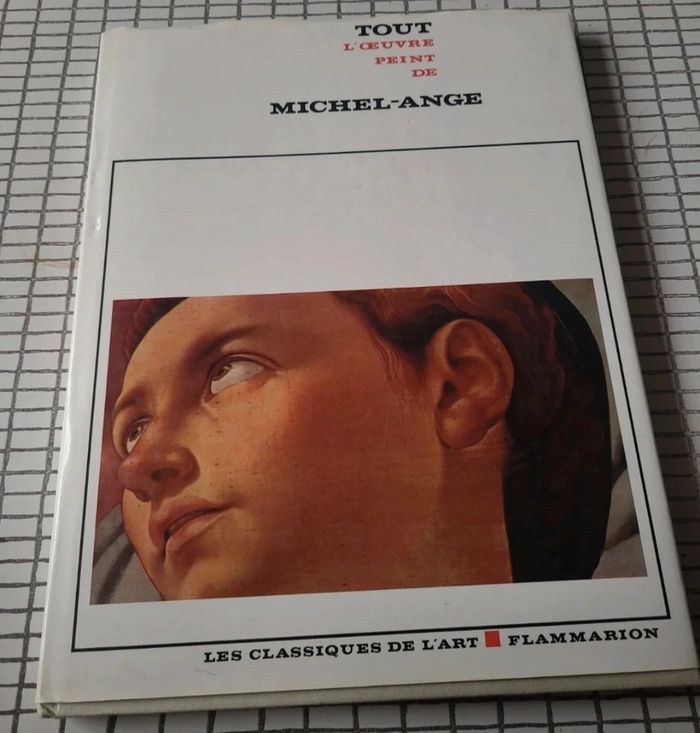 TOUT
L'ŒUVRE
PEINT
DE
MICHEL-ANGE
LES CLASSIQUES DE L'ART FLAMMARION